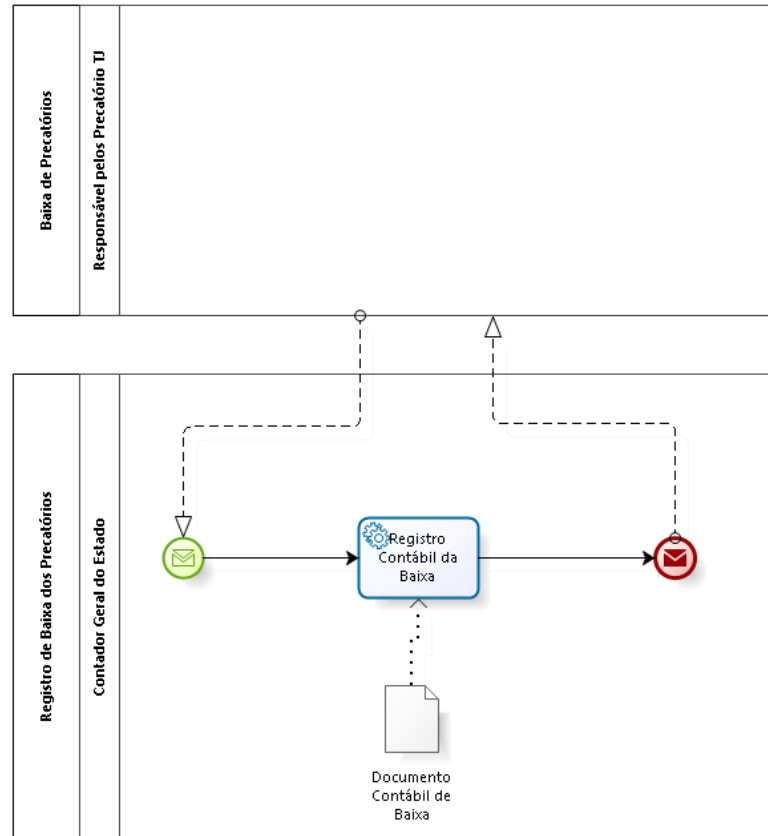 Baixa de Precatórios
Responsável pelos Precatório TJ
Registro de Baixa dos Precatórios
Contador Geral do Estado
Registro
Contábil da
Baixa
Documento
Contábil de
Baixa